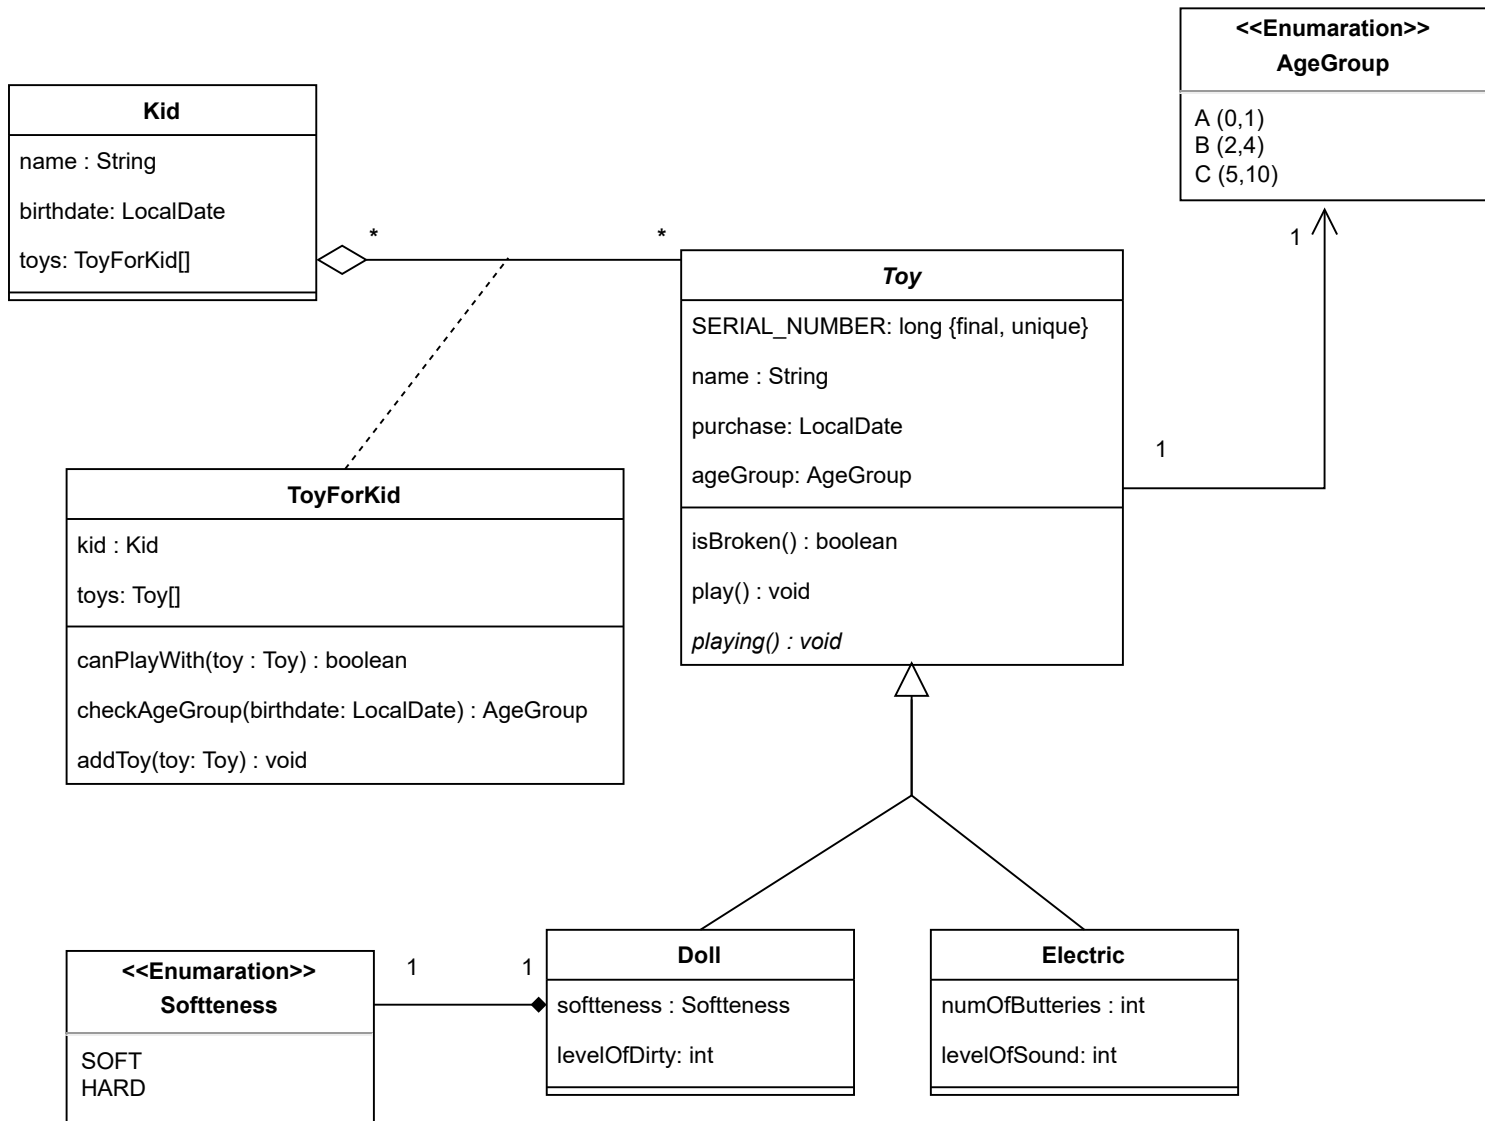 <<Enumaration>>
AgeGroup
A (0,1)
B (2,4)
C (5,10)
Kid
name : String
birthdate: LocalDate
toys: ToyForKid[]
*
*
1
Toy
SERIAL_NUMBER: long {final, unique}
name : String
purchase: LocalDate
ageGroup: AgeGroup
isBroken() : boolean
play() : void
playing() : void
1
ToyForKid
kid : Kid
toys: Toy[]
canPlayWith(toy : Toy) : boolean
checkAgeGroup(birthdate: LocalDate) : AgeGroup
addToy(toy: Toy) : void
<<Enumaration>>
Softteness
SOFT
HARD
1
1
Doll
softteness : Softteness
levelOfDirty: int
Electric
numOfButteries : int
levelOfSound: int